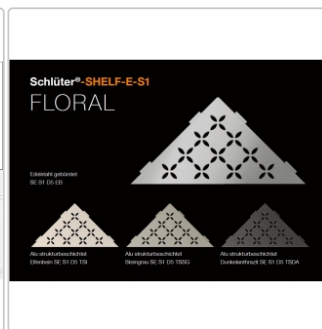 Schlüter®-SHELF-E-S1
FLORAL
Edelstahl gebürstet
SE S1 D5 EB
Alu strukturbeschichtet
Elfenbein SE S1 D5 TSI
Alu strukturbeschichtet
Steingrau SE S1 D5 TSSG
Alu strukturbeschichtet
Dunkelanthrazit SE S1 D5 TSDA